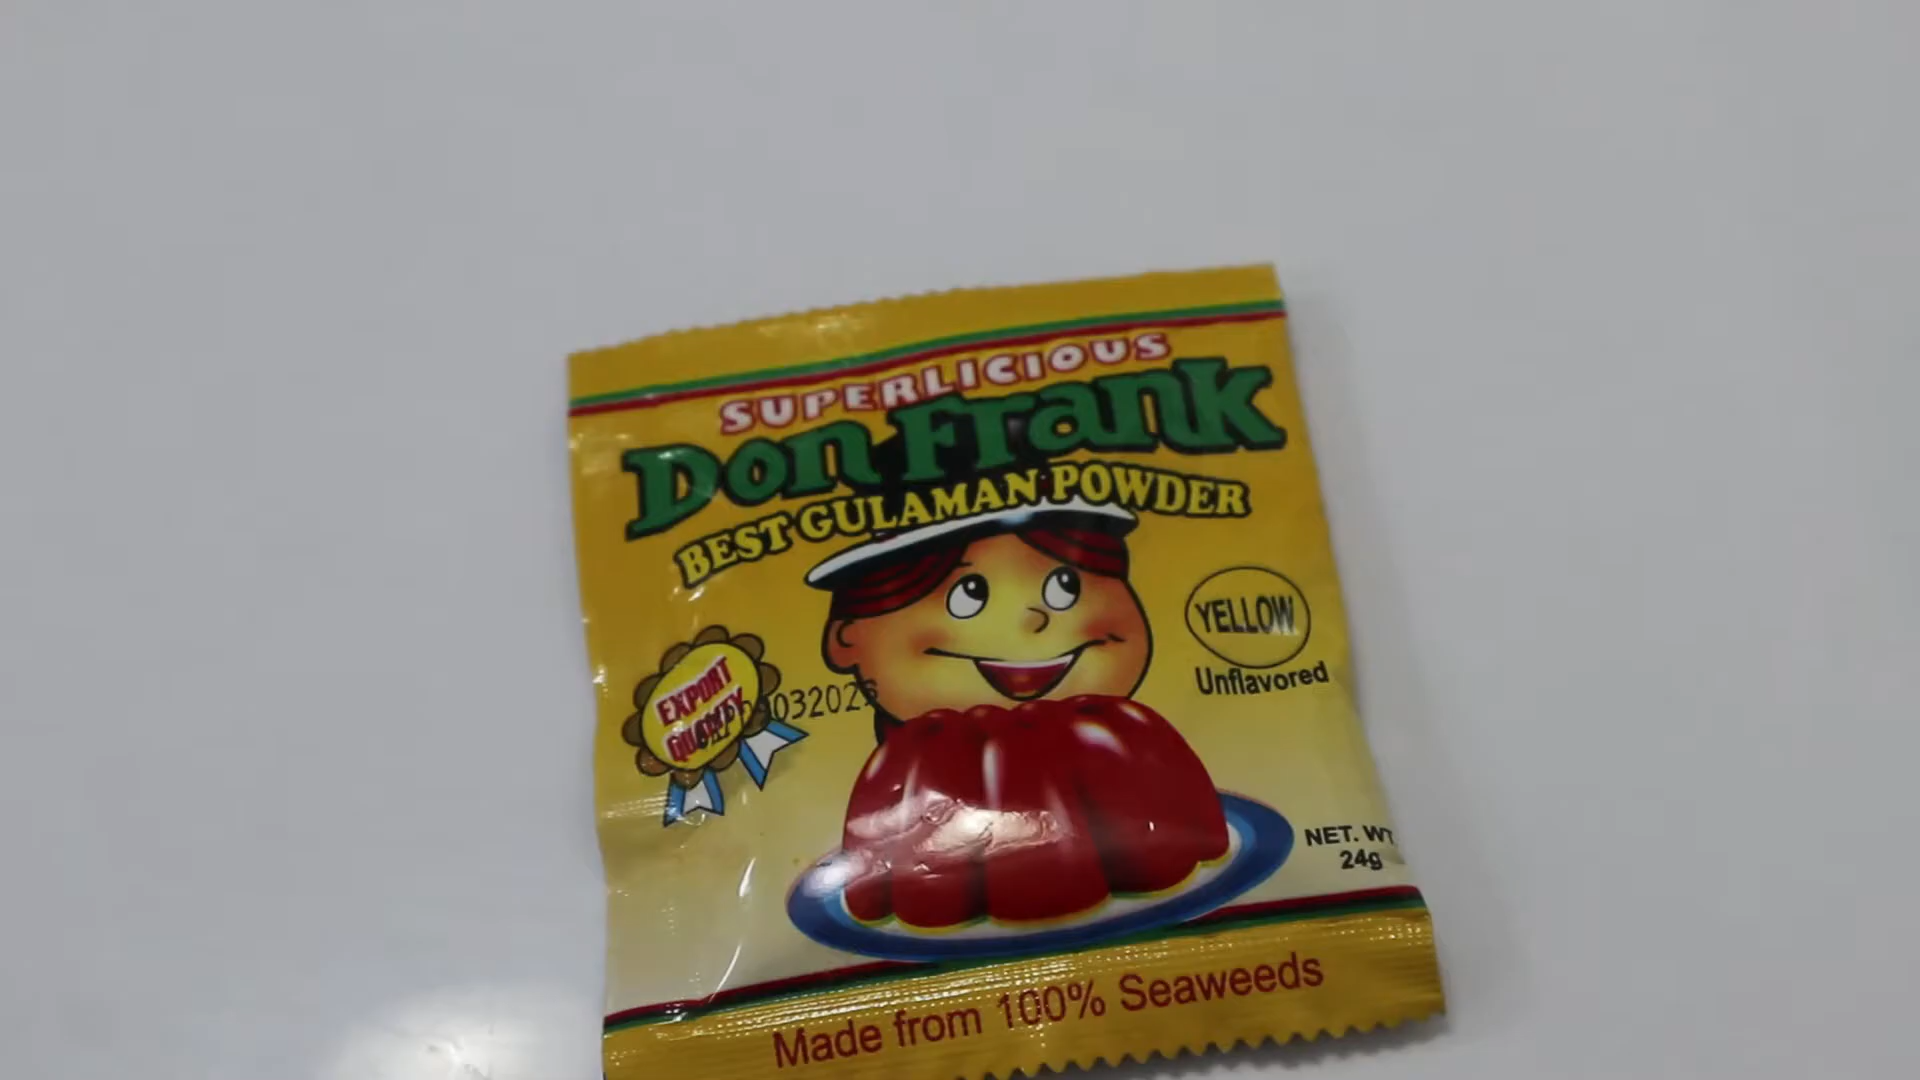 SUPERLICIOUS
Don Frank
BEST GULAMAN POWDER
YELLOW
Unflavored
EXPORT
QUALITY
NET. WT
24g
Made from 100% Seaweeds